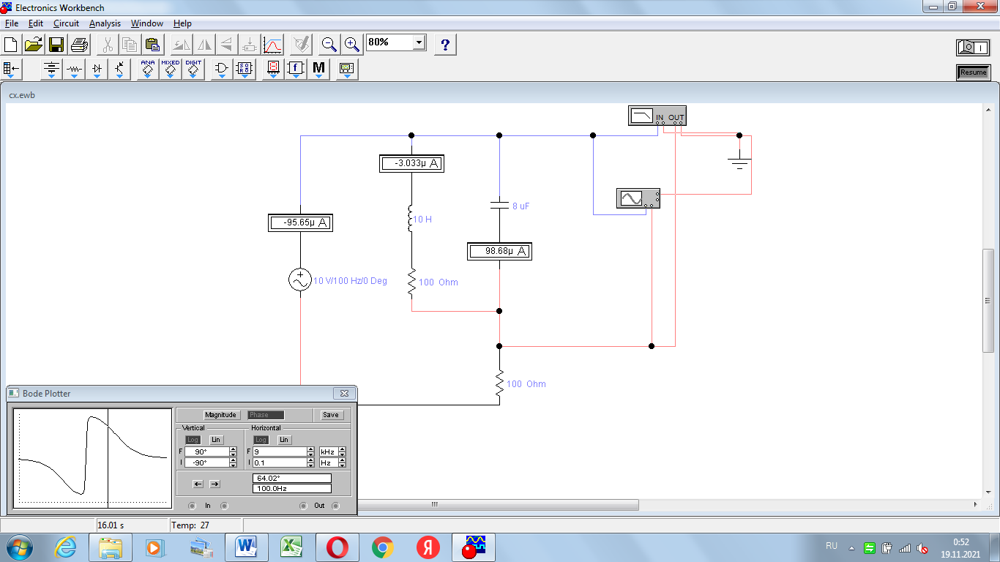 Electronics Workbench
File Edit Circuit Analysis Window Help
80%
?
ANA MIXED DIGIT
f M
Resume
cx.ewb
IN OUT
-3.033µ A
8 uF
10 H
-95.65µ A
98.68µ A
10 V/100 Hz/0 Deg
100 Ohm
100 Ohm
Bode Plotter
Magnitude Phase Save
Vertical Horizontal
Log Lin Log Lin
F 90° F 9 kHz
I -90° I 0.1 Hz
64.02°
100.0Hz
In Out
16.01 s Temp: 27
RU 0:52
19.11.2021